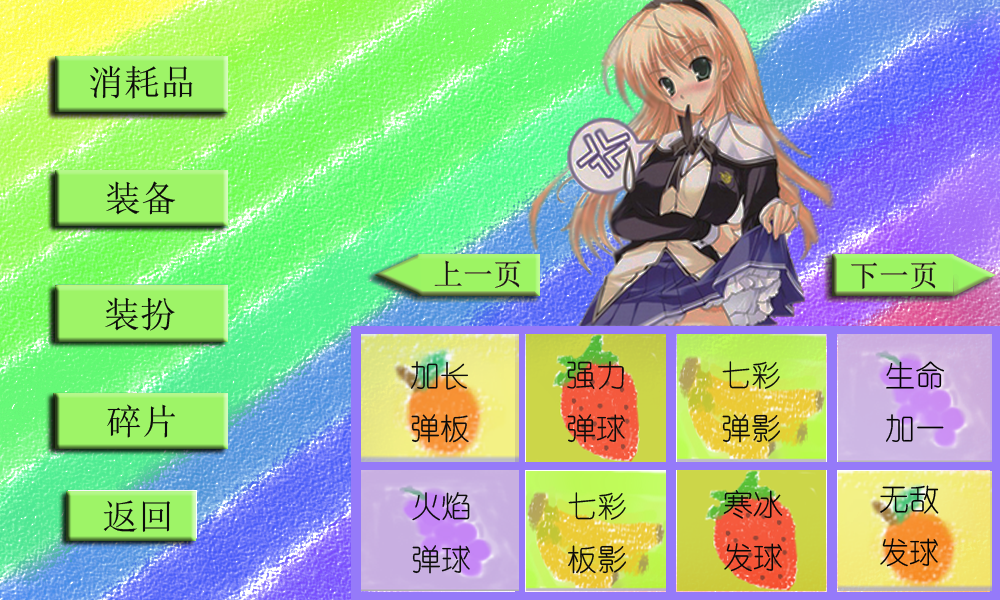 消耗品
装备
装扮
碎片
返回
上一页
下一页
加长
弹板
强力
弹球
七彩
弹影
生命
加一
火焰
弹球
七彩
板影
寒冰
发球
无敌
发球